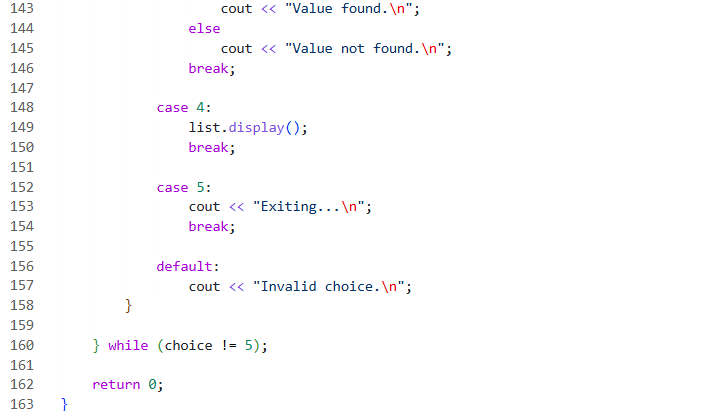 143                         cout << "Value found.\n";
144                     else
145                         cout << "Value not found.\n";
146                     break;
147
148                 case 4:
149                     list.display();
150                     break;
151
152                 case 5:
153                     cout << "Exiting...\n";
154                     break;
155
156                 default:
157                     cout << "Invalid choice.\n";
158             }
159
160         } while (choice != 5);
161
162         return 0;
163     }